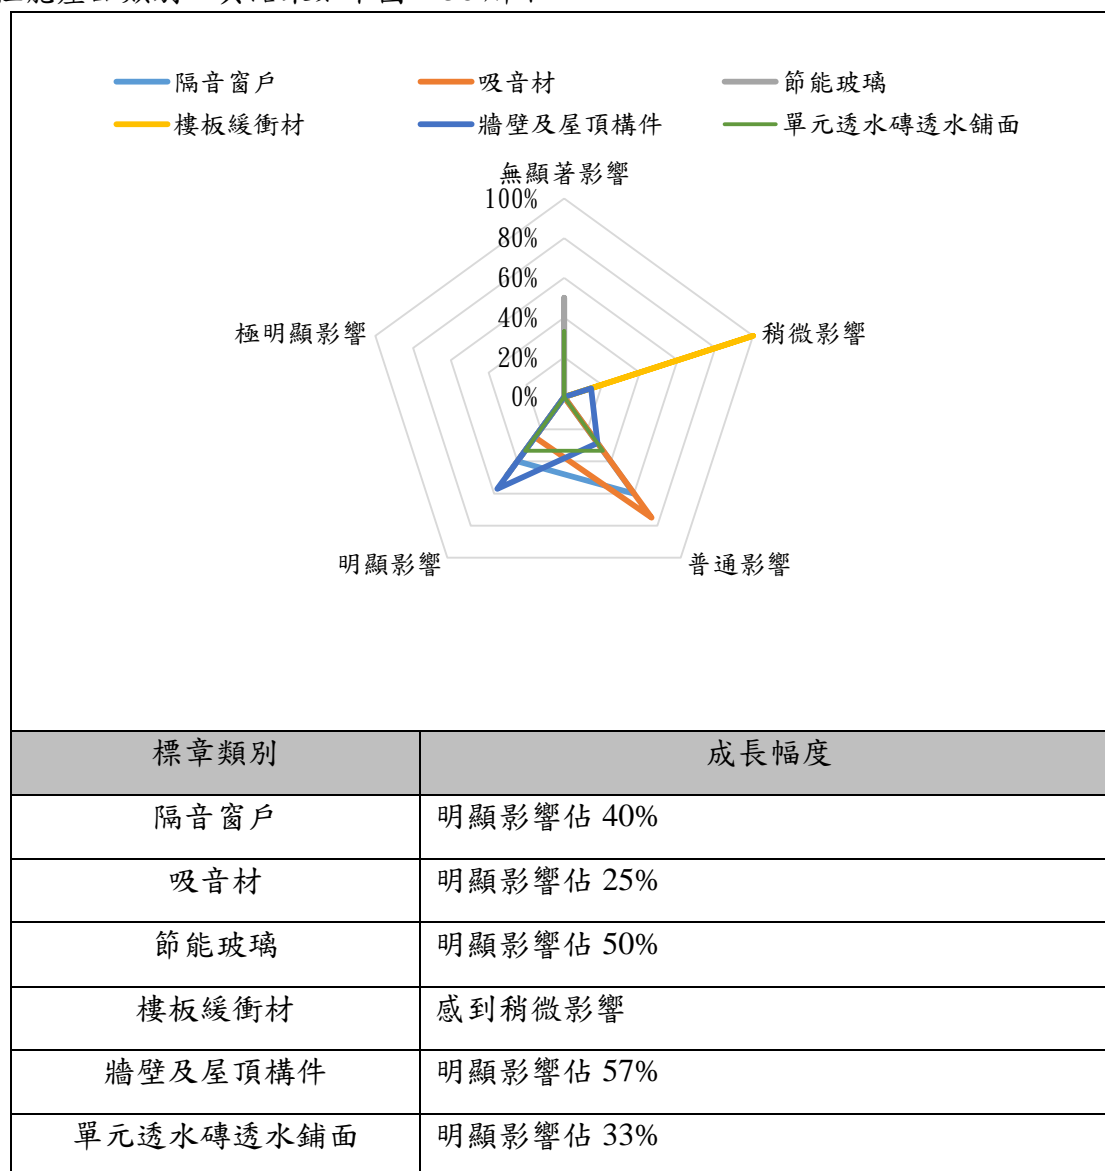 隔音窗戶 吸音材 節能玻璃
樓板緩衝材 牆壁及屋頂構件 單元透水磚透水舖面
無顯著影響
100%
80%
60%
40%
20%
0%
稍微影響
普通影響
明顯影響
極明顯影響
標章類別 成長幅度
隔音窗戶 明顯影響佔 40%
吸音材 明顯影響佔 25%
節能玻璃 明顯影響佔 50%
樓板緩衝材 感到稍微影響
牆壁及屋頂構件 明顯影響佔 57%
單元透水磚透水鋪面 明顯影響佔 33%